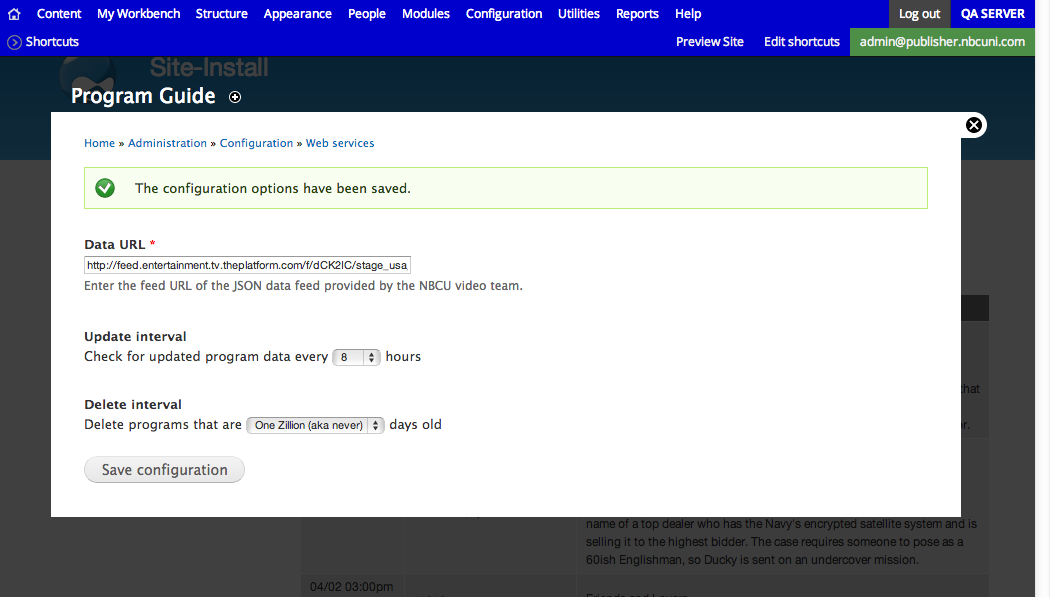 Content My Workbench Structure Appearance People Modules Configuration Utilities Reports Help Log out QA SERVER
Shortcuts Preview Site Edit shortcuts admin@publisher.nbcuni.com
Site-Install
Program Guide
Home » Administration » Configuration » Web services
The configuration options have been saved.
Data URL *
http://feed.entertainment.tv.theplatform.com/f/dCK2IC/stage_usa
Enter the feed URL of the JSON data feed provided by the NBCU video team.
Update interval
Check for updated program data every 8 hours
that
Delete interval
Delete programs that are One Zillion (aka never) days old
r.
Save configuration
name of a top dealer who has the Navy's encrypted satellite system and is
selling it to the highest bidder. The case requires someone to pose as a
60ish Englishman, so Ducky is sent on an undercover mission.
04/02 03:00pm
Friends and Lovers